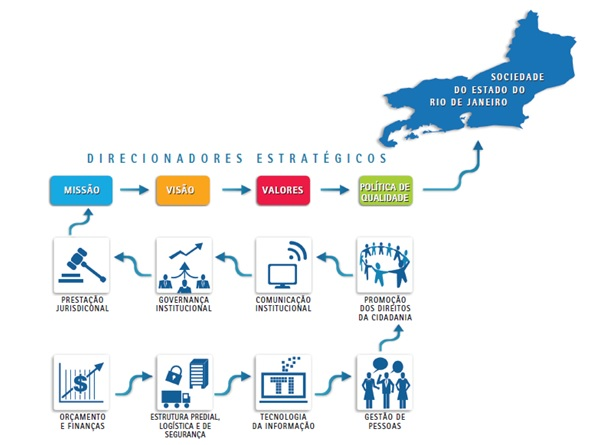 SOCIEDADE
DO ESTADO DO
RIO DE JANEIRO
DIRECIONADORES ESTRATÉGICOS
MISSÃO
VISÃO
VALORES
POLÍTICA DE
QUALIDADE
PRESTAÇÃO
JURISDICONAL
GOVERNANÇA
INSTITUCIONAL
COMUNICAÇÃO
INSTITUCIONAL
PROMOÇÃO
DOS DIREITOS
DA CIDADANIA
$
TI
ORÇAMENTO
E FINANÇAS
ESTRUTURA PREDIAL,
LOGÍSTICA E DE
SEGURANÇA
TECNOLOGIA
DA INFORMAÇÃO
GESTÃO DE
PESSOAS